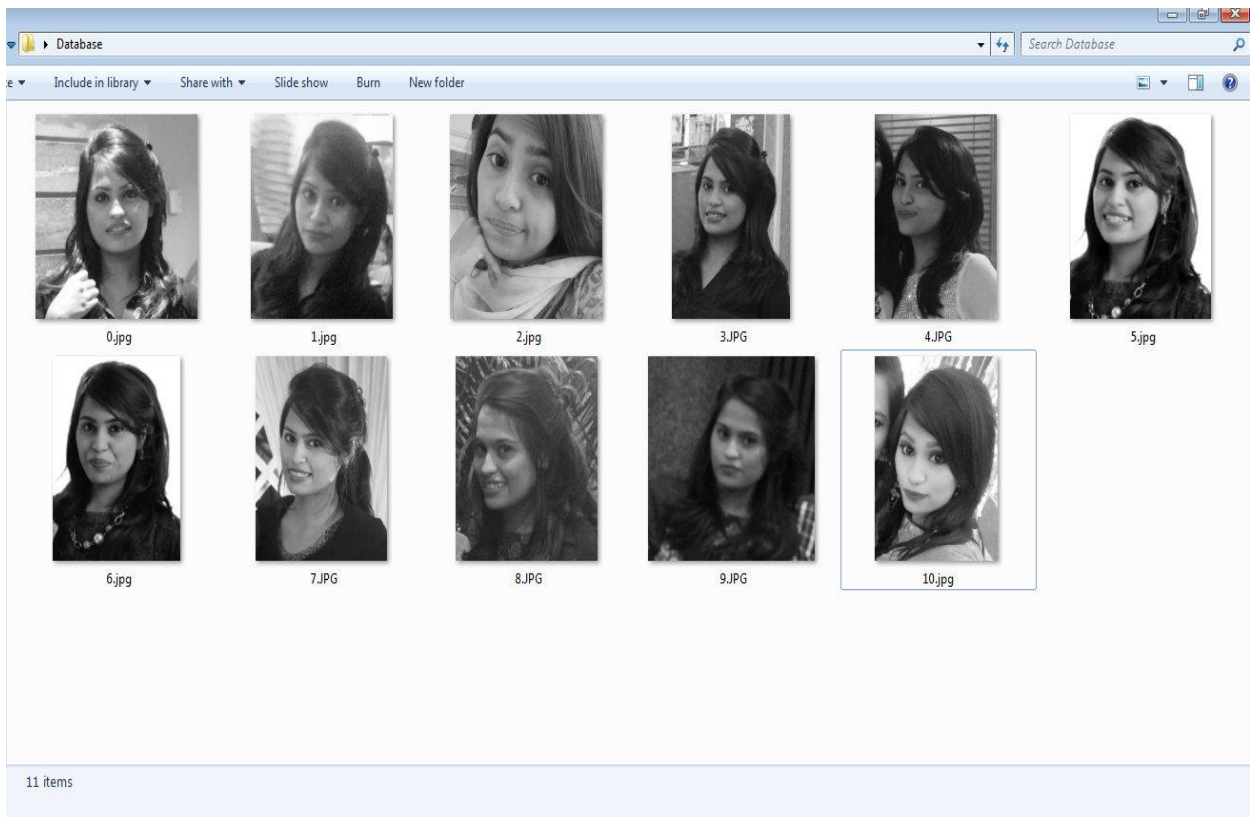 Database
Search Database
Include in library
Share with
Slide show
Burn
New folder
0.jpg
1.jpg
2.jpg
3.JPG
4.JPG
5.jpg
6.jpg
7.JPG
8.JPG
9.JPG
10.jpg
11 items